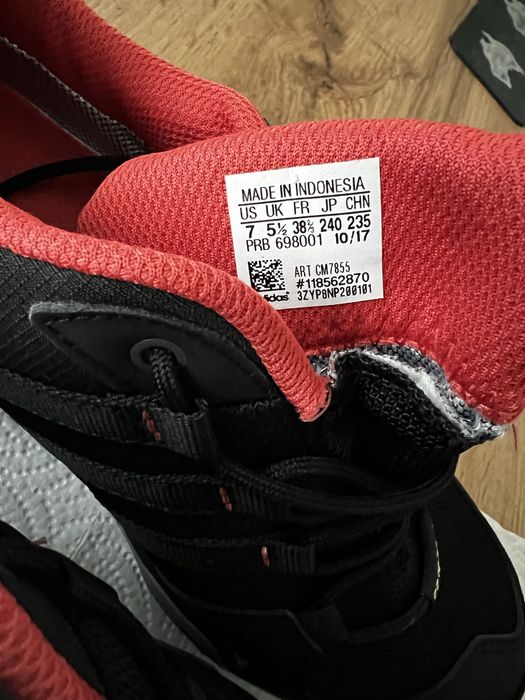 MADE IN INDONESIA
US UK FR JP CHN
7 5½ 38⅔ 240 235
PRB 698001 10/17
ART CM7855
#118562870
adidas 3ZYP8NP200101